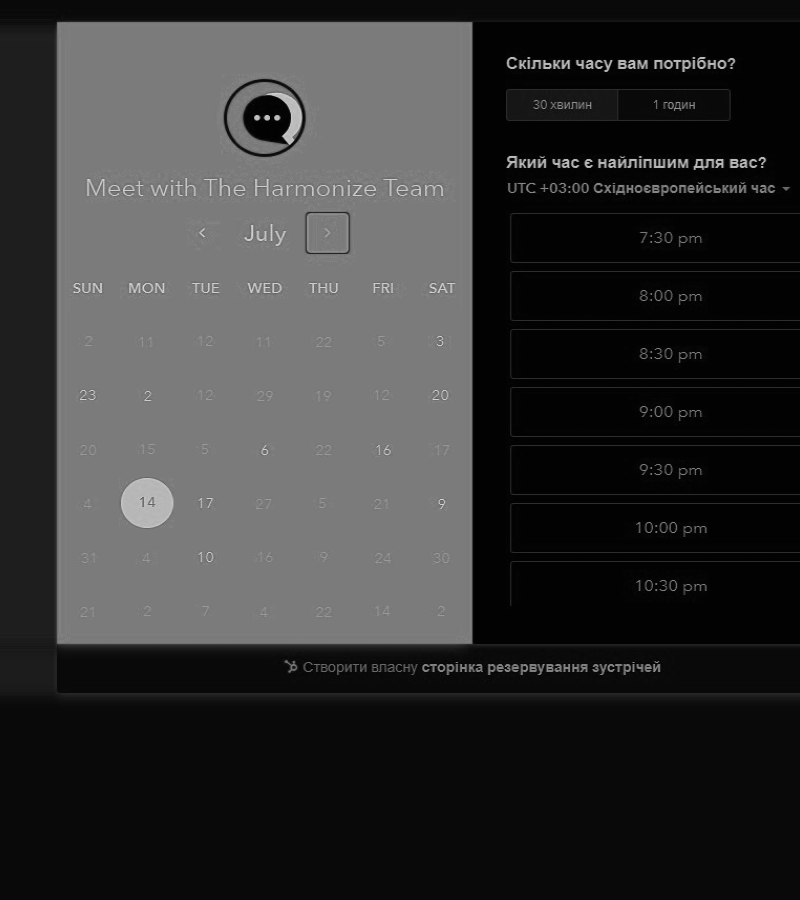 Meet with The Harmonize Team
July
SUN MON TUE WED THU FRI SAT
2 11 12 11 22 5 3
23 2 12 29 19 12 20
20 15 5 6 22 16 17
4 14 17 27 5 21 9
31 4 10 16 9 24 30
21 2 7 4 22 14 2
Скільки часу вам потрібно?
30 хвилин 1 годин
Який час є найліпшим для вас?
UTC +03:00 Східноєвропейський час
7:30 pm
8:00 pm
8:30 pm
9:00 pm
9:30 pm
10:00 pm
10:30 pm
Створити власну сторінка резервування зустрічей